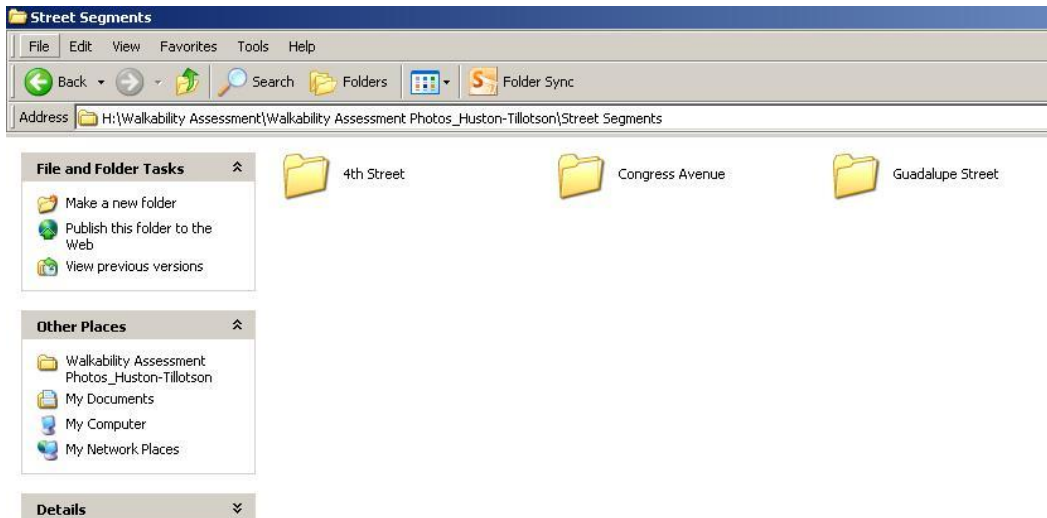 Street Segments
File Edit View Favorites Tools Help
Back Search Folders Folder Sync
Address H:\Walkability Assessment\Walkability Assessment Photos_Huston-Tillotson\Street Segments
File and Folder Tasks
Make a new folder
Publish this folder to the
Web
View previous versions
Other Places
Walkability Assessment
Photos_Huston-Tillotson
My Documents
My Computer
My Network Places
Details
4th Street Congress Avenue Guadalupe Street